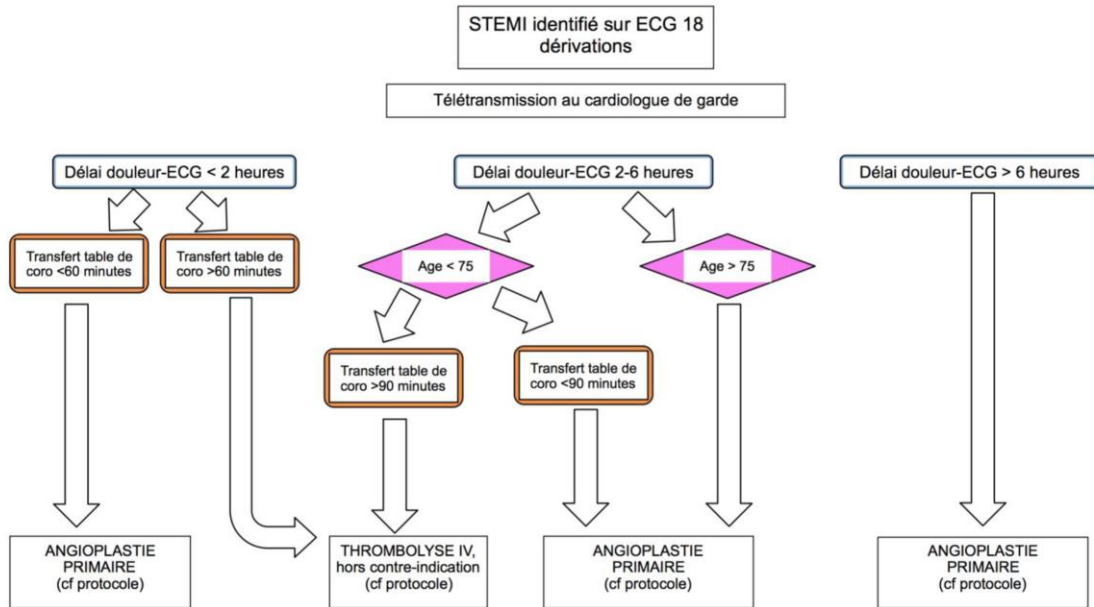 STEMI identifié sur ECG 18
dérivations
Télétransmission au cardiologue de garde
Délai douleur-ECG < 2 heures
Délai douleur-ECG 2-6 heures
Délai douleur-ECG > 6 heures
Transfert table de
coro <60 minutes
Transfert table de
coro >60 minutes
Age < 75
Age > 75
Transfert table de
coro >90 minutes
Transfert table de
coro <90 minutes
ANGIOPLASTIE
PRIMAIRE
(cf protocole)
THROMBOLYSE IV,
hors contre-indication
(cf protocole)
ANGIOPLASTIE
PRIMAIRE
(cf protocole)
ANGIOPLASTIE
PRIMAIRE
(cf protocole)